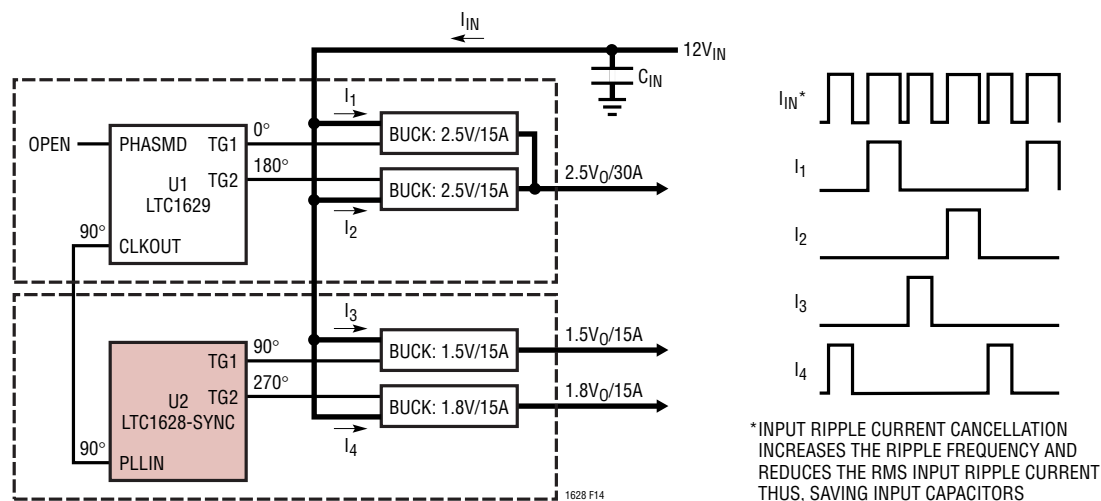 I_IN
12V_IN
C_IN
I_1
BUCK: 2.5V/15A
OPEN
PHASMD
TG1
0°
U1
LTC1629
TG2
180°
BUCK: 2.5V/15A
2.5V_O/30A
I_2
90°
CLKOUT
I_3
BUCK: 1.5V/15A
1.5V_O/15A
TG1
90°
U2
LTC1628-SYNC
TG2
270°
BUCK: 1.8V/15A
1.8V_O/15A
I_4
90°
PLLIN
1628 F14
I_IN*
I_1
I_2
I_3
I_4
*INPUT RIPPLE CURRENT CANCELLATION
INCREASES THE RIPPLE FREQUENCY AND
REDUCES THE RMS INPUT RIPPLE CURRENT
THUS, SAVING INPUT CAPACITORS